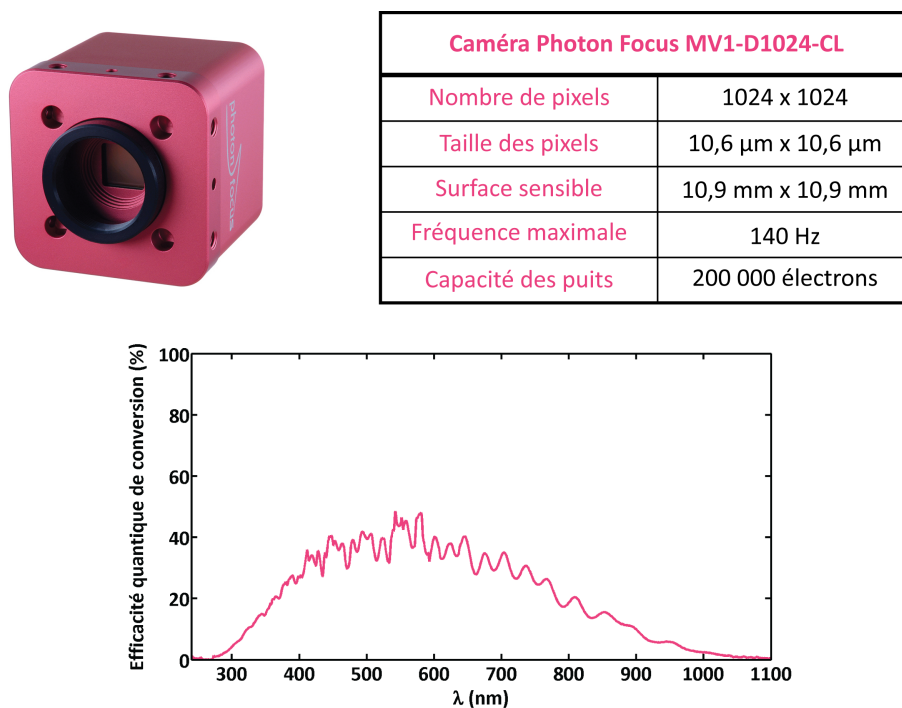 photon focus
Caméra Photon Focus MV1-D1024-CL
Nombre de pixels 1024 x 1024
Taille des pixels 10,6 µm x 10,6 µm
Surface sensible 10,9 mm x 10,9 mm
Fréquence maximale 140 Hz
Capacité des puits 200 000 électrons
Efficacité quantique de conversion (%)
100
80
60
40
20
0
300 400 500 600 700 800 900 1000 1100
λ (nm)